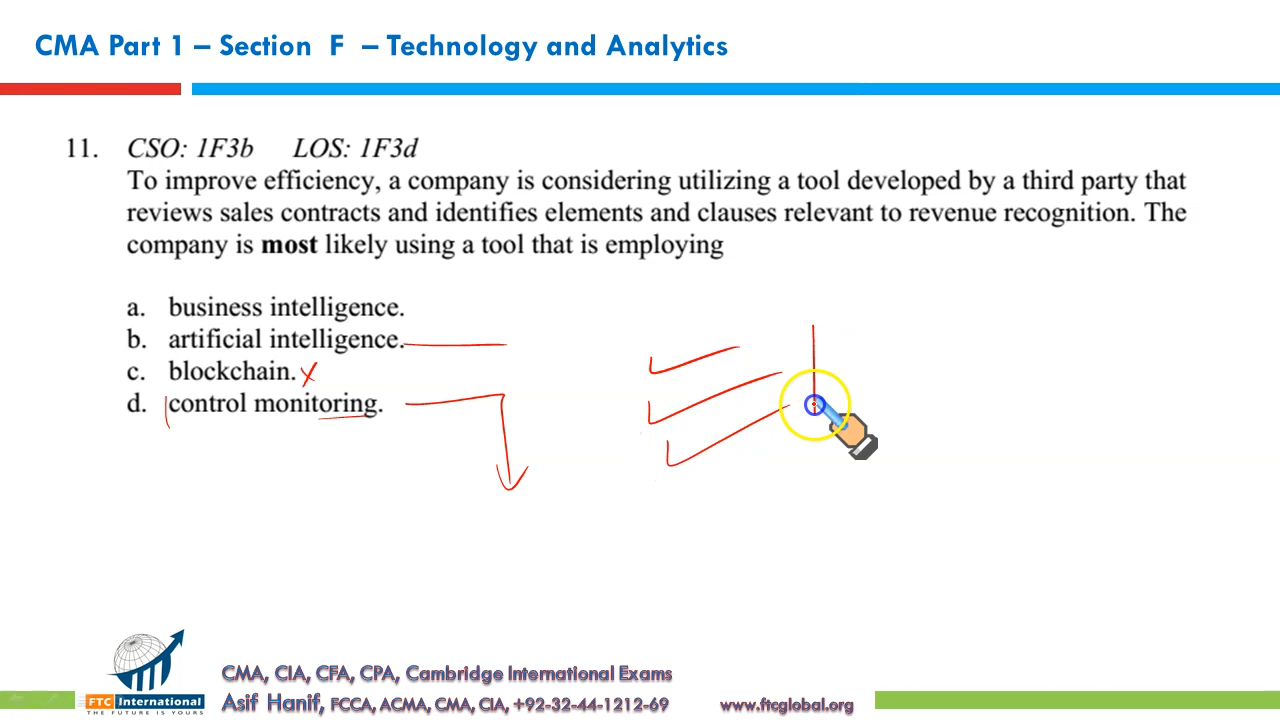 CMA Part 1 – Section F – Technology and Analytics
11. CSO: 1F3b LOS: 1F3d
To improve efficiency, a company is considering utilizing a tool developed by a third party that
reviews sales contracts and identifies elements and clauses relevant to revenue recognition. The
company is most likely using a tool that is employing
a. business intelligence.
b. artificial intelligence.
c. blockchain.
d. control monitoring.
FTC International
THE FUTURE IS YOURS
CMA, CIA, CFA, CPA, Cambridge International Exams
Asif Hanif, FCCA, ACMA, CMA, CIA, +92-32-44-1212-69 www.ftcglobal.org